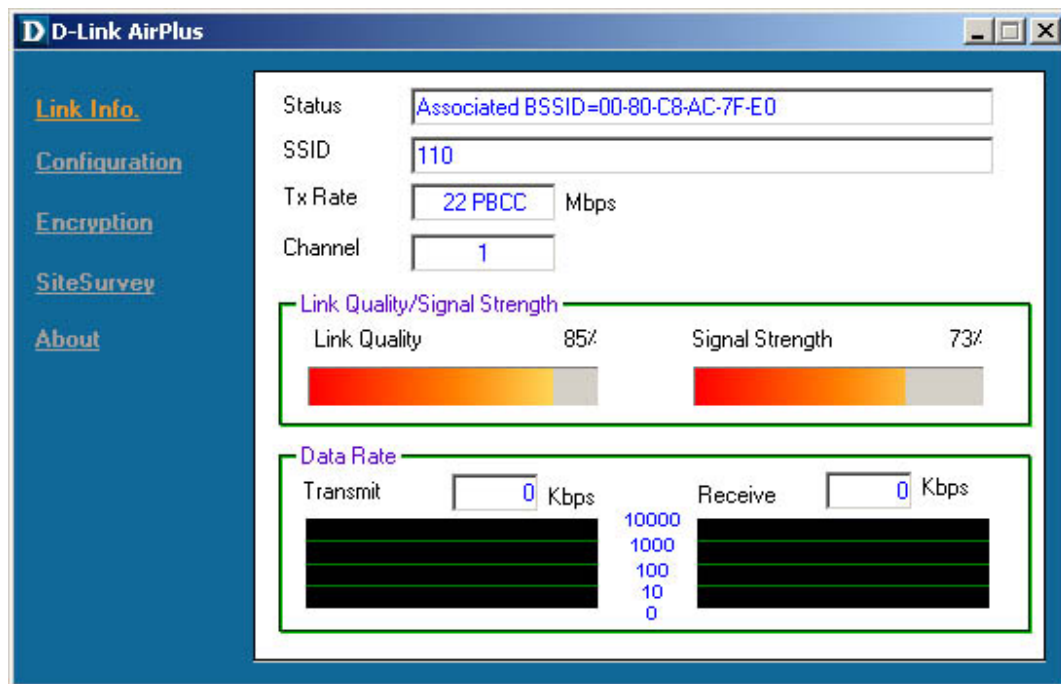 D D-Link AirPlus
Link Info.
Configuration
Encryption
SiteSurvey
About
Status Associated BSSID=00-80-C8-AC-7F-E0
SSID 110
Tx Rate 22 PBCC Mbps
Channel 1
Link Quality/Signal Strength
Link Quality 85% Signal Strength 73%
Data Rate
Transmit 0 Kbps Receive 0 Kbps
10000
1000
100
10
0